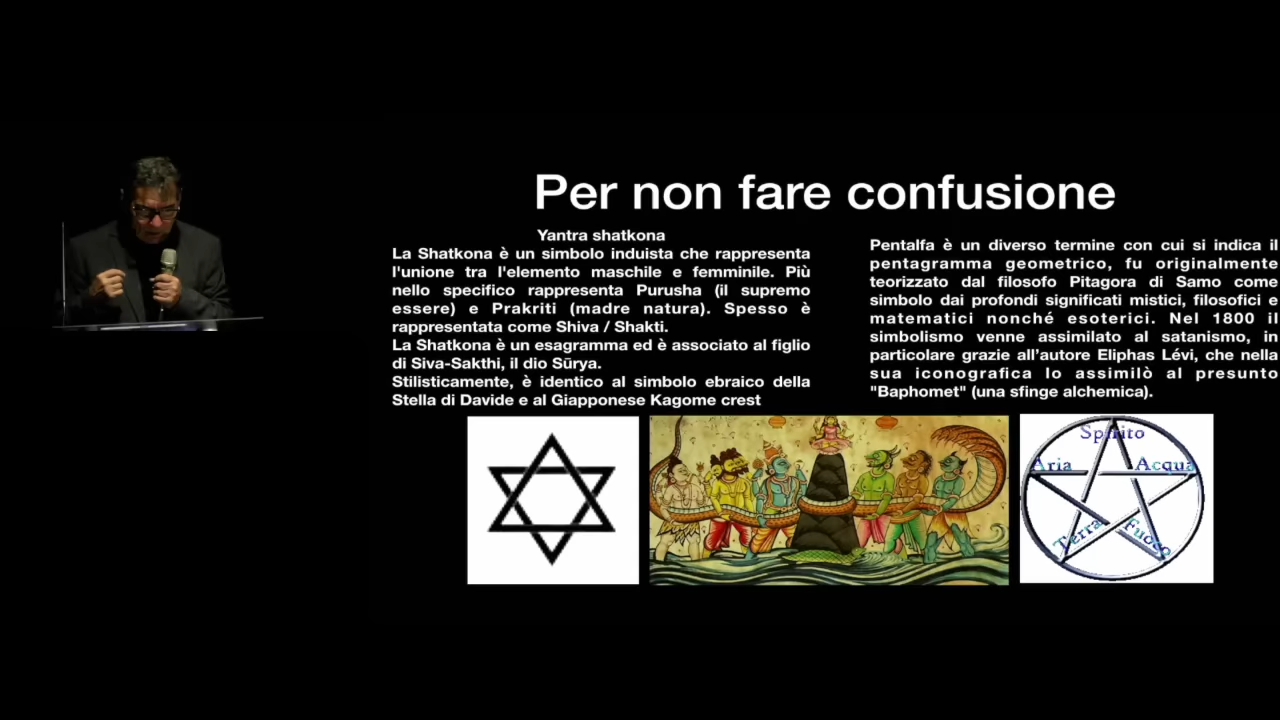 Per non fare confusione
Yantra shatkona
La Shatkona è un simbolo induista che rappresenta
l'unione tra l'elemento maschile e femminile. Più
nello specifico rappresenta Purusha (il supremo
essere) e Prakriti (madre natura). Spesso è
rappresentata come Shiva / Shakti.
La Shatkona è un esagramma ed è associato al figlio
di Siva-Sakthi, il dio Sūrya.
Stilisticamente, è identico al simbolo ebraico della
Stella di Davide e al Giapponese Kagome crest
Pentalfa è un diverso termine con cui si indica il
pentagramma geometrico, fu originalmente
teorizzato dal filosofo Pitagora di Samo come
simbolo dai profondi significati mistici, filosofici e
matematici nonché esoterici. Nel 1800 il
simbolismo venne assimilato al satanismo, in
particolare grazie all'autore Eliphas Lévi, che nella
sua iconografica lo assimilò al presunto
"Baphomet" (una sfinge alchemica).
Spirito
Aria
Acqua
Terra
Fuoco